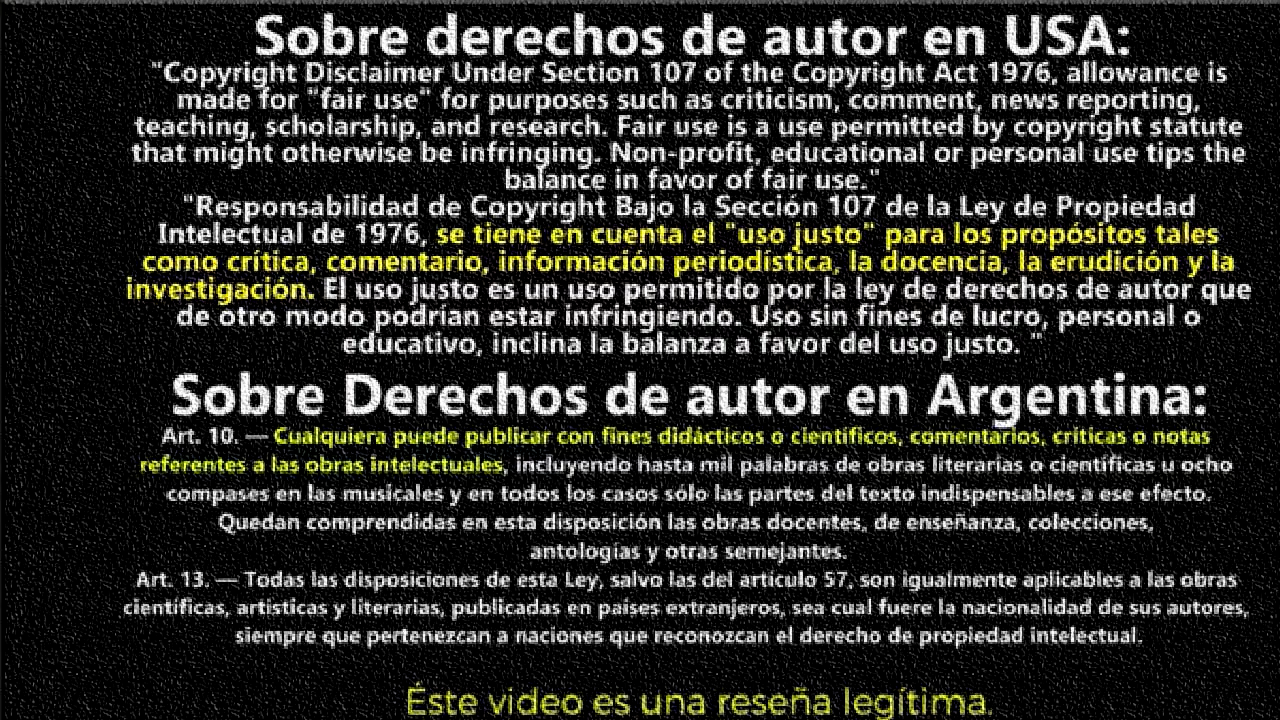 Sobre derechos de autor en USA:
"Copyright Disclaimer Under Section 107 of the Copyright Act 1976, allowance is
made for "fair use" for purposes such as criticism, comment, news reporting,
teaching, scholarship, and research. Fair use is a use permitted by copyright statute
that might otherwise be infringing. Non-profit, educational or personal use tips the
balance in favor of fair use."
"Responsabilidad de Copyright Bajo la Sección 107 de la Ley de Propiedad
Intelectual de 1976, se tiene en cuenta el "uso justo" para los propósitos tales
como crítica, comentario, información periodística, la docencia, la erudición y la
investigación. El uso justo es un uso permitido por la ley de derechos de autor que
de otro modo podrían estar infringiendo. Uso sin fines de lucro, personal o
educativo, inclina la balanza a favor del uso justo. "
Sobre Derechos de autor en Argentina:
Art. 10. — Cualquiera puede publicar con fines didácticos o científicos, comentarios, críticas o notas
referentes a las obras intelectuales, incluyendo hasta mil palabras de obras literarias o científicas u ocho
compases en las musicales y en todos los casos sólo las partes del texto indispensables a ese efecto.
Quedan comprendidas en esta disposición las obras docentes, de enseñanza, colecciones,
antologías y otras semejantes.
Art. 13. — Todas las disposiciones de esta Ley, salvo las del artículo 57, son igualmente aplicables a las obras
científicas, artísticas y literarias, publicadas en países extranjeros, sea cual fuere la nacionalidad de sus autores,
siempre que pertenezcan a naciones que reconozcan el derecho de propiedad intelectual.
Éste video es una reseña legítima.